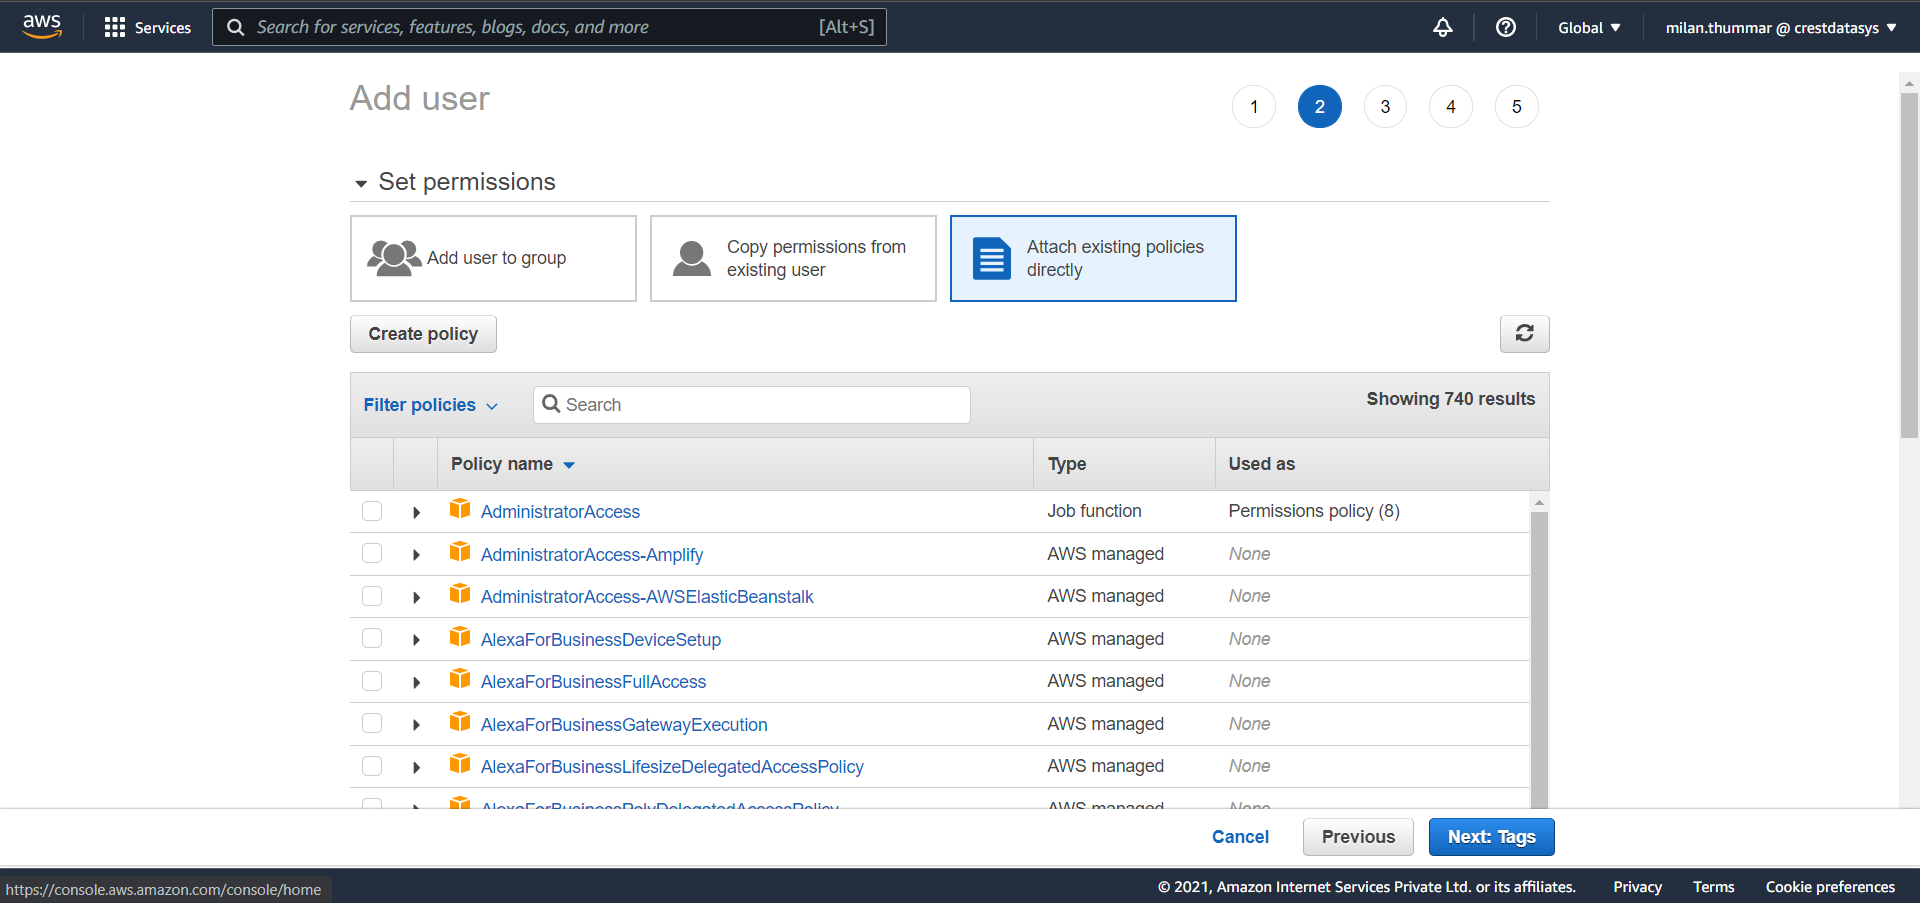 aws Services Search for services, features, blogs, docs, and more [Alt+S] Global milan.thummar @ crestdatasys
Add user 1 2 3 4 5
Set permissions
Add user to group
Copy permissions from
existing user
Attach existing policies
directly
Create policy
Filter policies Search Showing 740 results
Policy name Type Used as
AdministratorAccess Job function Permissions policy (8)
AdministratorAccess-Amplify AWS managed None
AdministratorAccess-AWSElasticBeanstalk AWS managed None
AlexaForBusinessDeviceSetup AWS managed None
AlexaForBusinessFullAccess AWS managed None
AlexaForBusinessGatewayExecution AWS managed None
AlexaForBusinessLifesizeDelegatedAccessPolicy AWS managed None
AlexaForBusinessPolyDelegatedAccessPolicy AWS managed None
Cancel Previous Next: Tags
https://console.aws.amazon.com/console/home © 2021, Amazon Internet Services Private Ltd. or its affiliates. Privacy Terms Cookie preferences